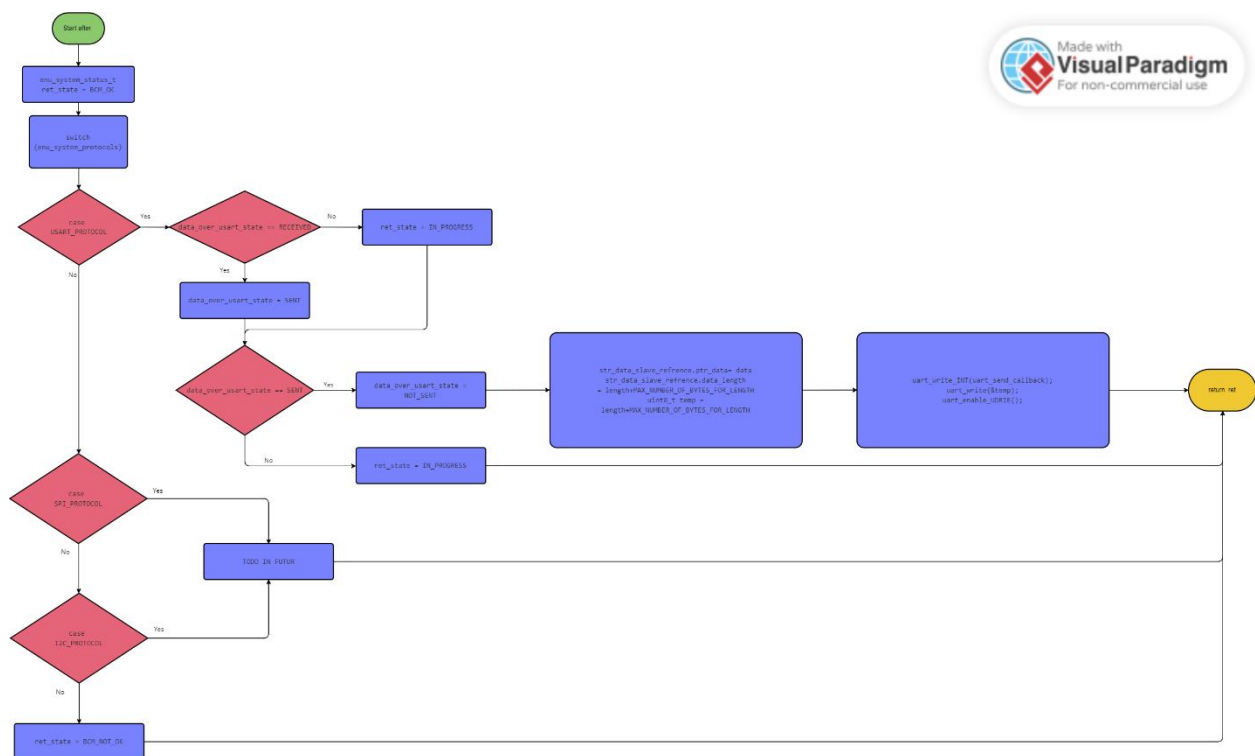 Start after
Made with
Visual Paradigm
For non-commercial use
enu_system_status_t
ret_state = BCM_OK
switch
(enu_system_protocols)
case
USART_PROTOCOL
Yes
data_over_usart_state == RECEIVED
No
ret_state = IN_PROGRESS
No
Yes
data_over_usart_state = SENT
data_over_usart_state == SENT
Yes
data_over_usart_state =
NOT_SENT
str_data_slave_refrence.ptr_data= data
str_data_slave_refrence.data_length
= length+MAX_NUMBER_OF_BYTES_FOR_LENGTH
uint8_t temp =
length+MAX_NUMBER_OF_BYTES_FOR_LENGTH
uart_write_INT(uart_send_callback);
uart_write(&temp);
uart_enable_UDRIE();
return ret
No
ret_state = IN_PROGRESS
case
SPI_PROTOCOL
Yes
No
TODO IN FUTUR
case
I2C_PROTOCOL
Yes
No
ret_state = BCM_NOT_OK